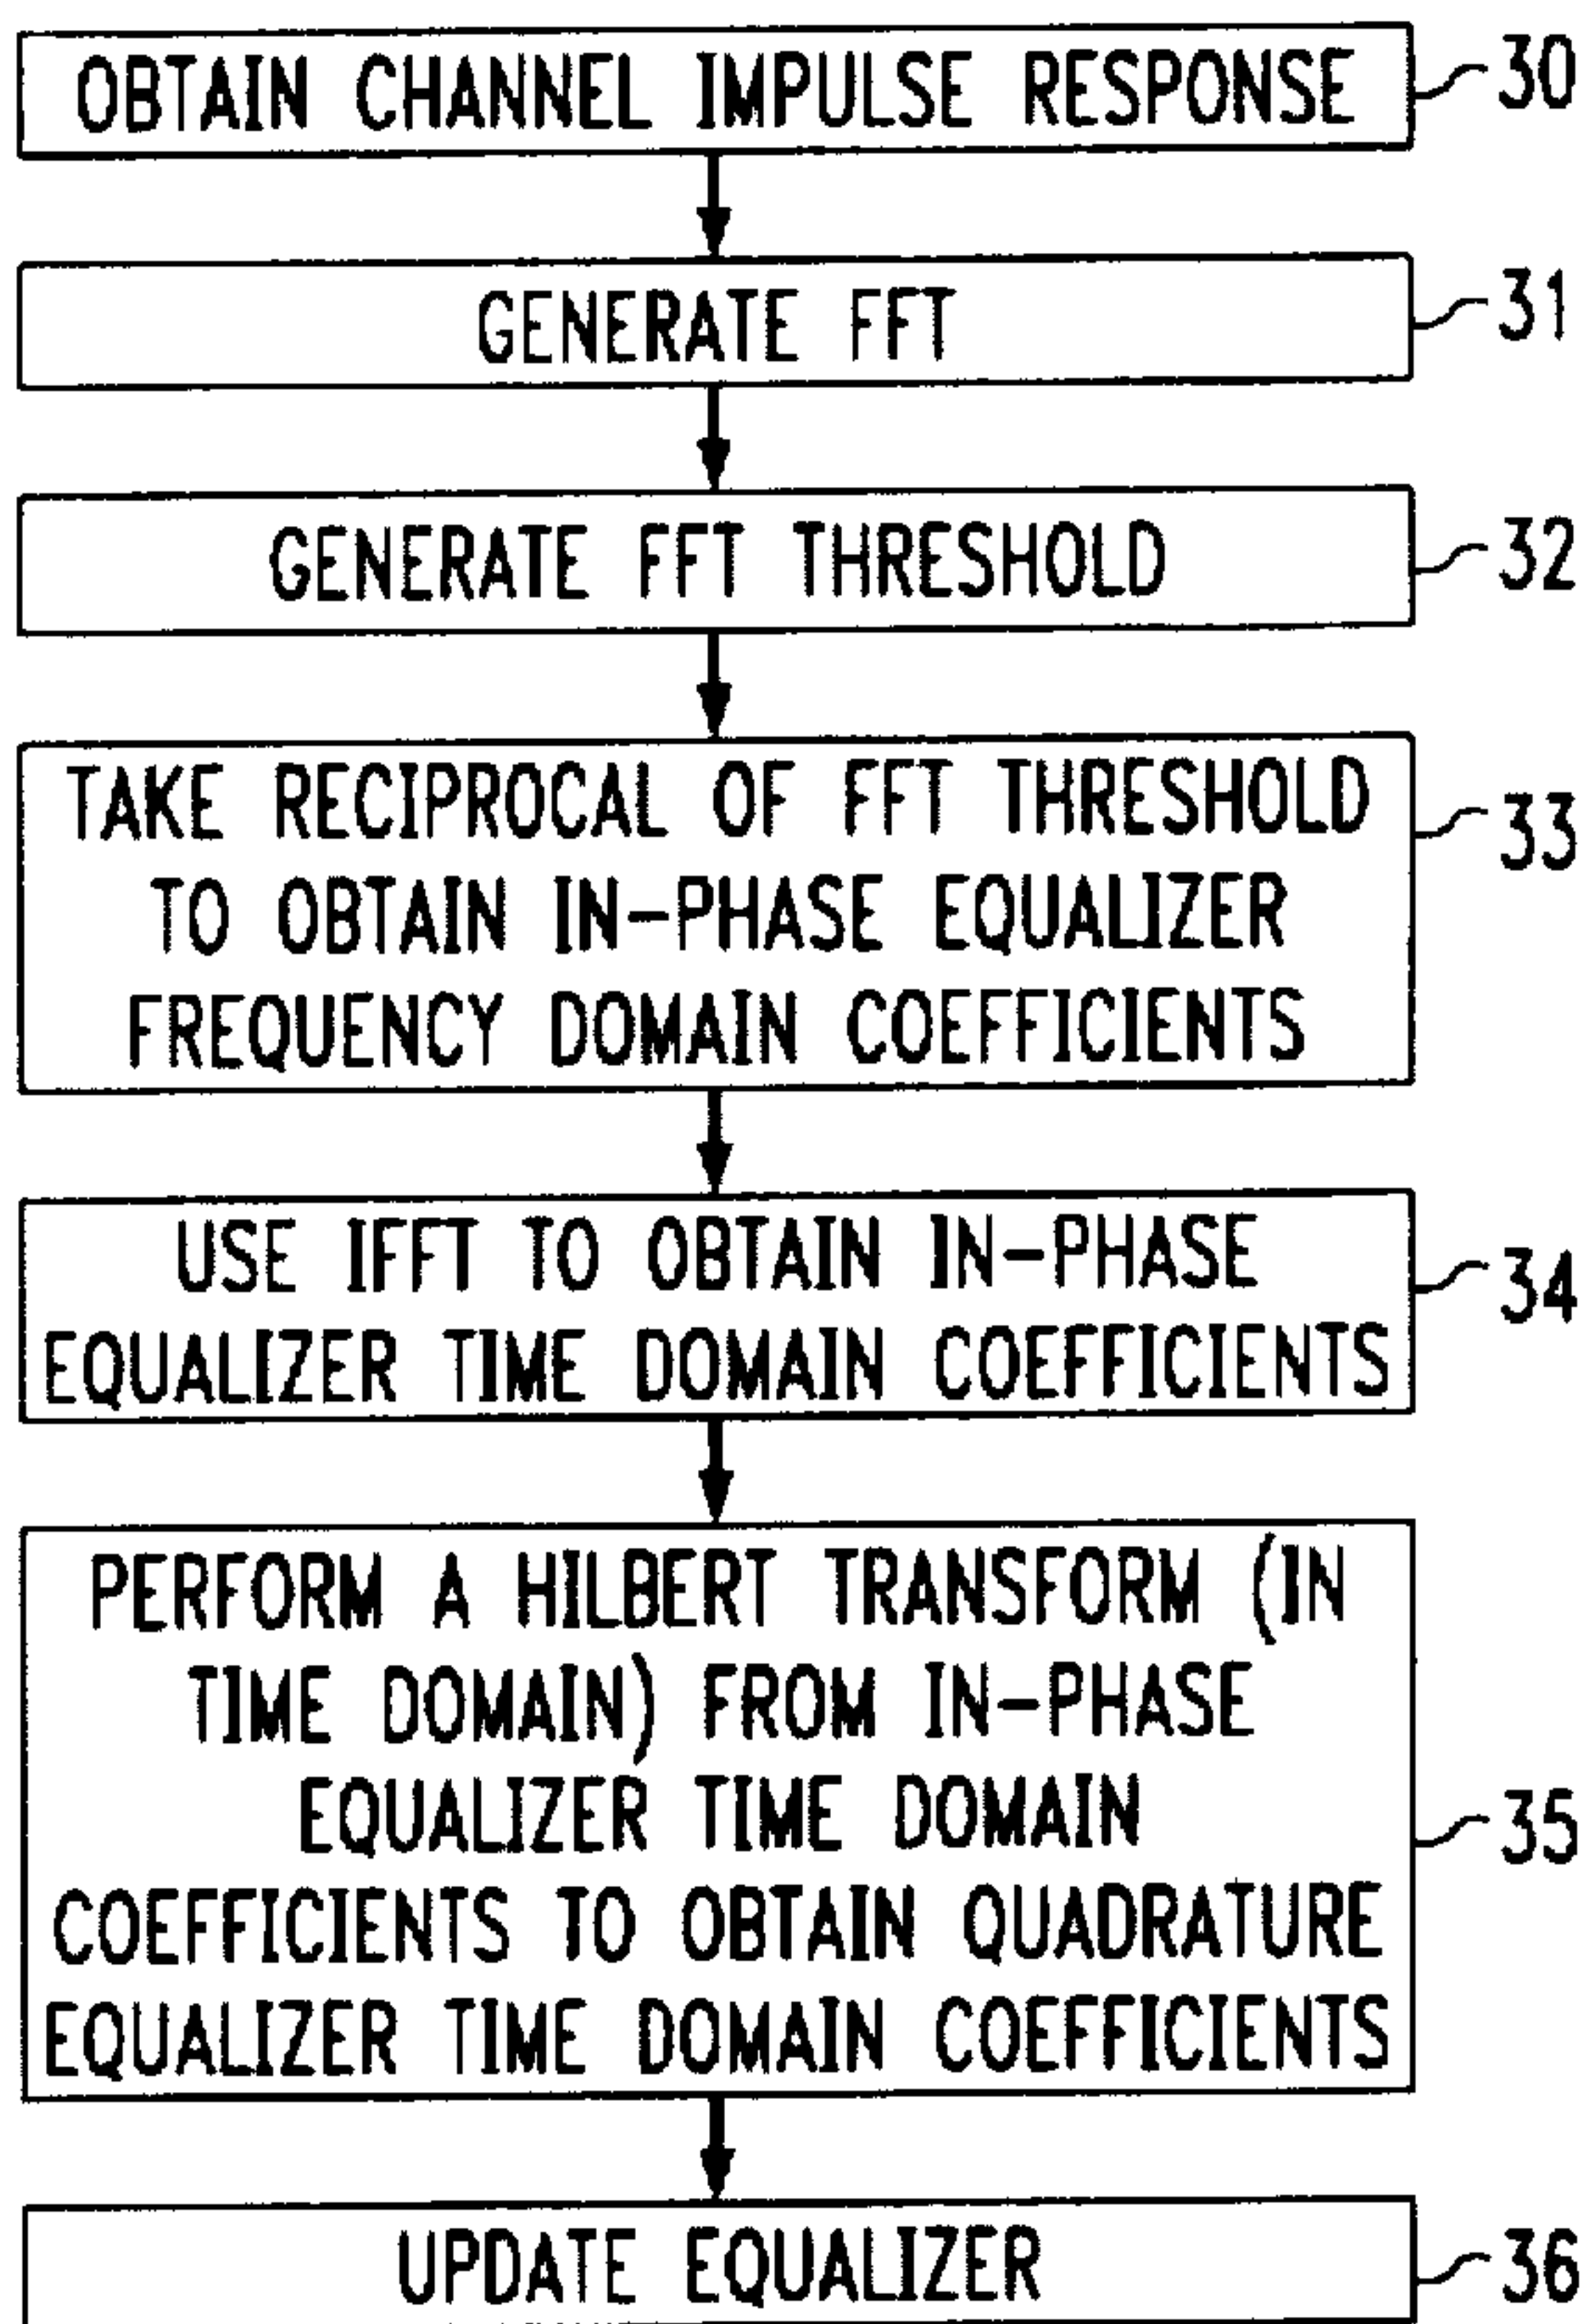 OBTAIN CHANNEL IMPULSE RESPONSE
30
GENERATE FFT
31
GENERATE FFT THRESHOLD
32
TAKE RECIPROCAL OF FFT THRESHOLD
TO OBTAIN IN-PHASE EQUALIZER
FREQUENCY DOMAIN COEFFICIENTS
33
USE IFFT TO OBTAIN IN-PHASE
EQUALIZER TIME DOMAIN COEFFICIENTS
34
PERFORM A HILBERT TRANSFORM (IN
TIME DOMAIN) FROM IN-PHASE
EQUALIZER TIME DOMAIN
COEFFICIENTS TO OBTAIN QUADRATURE
EQUALIZER TIME DOMAIN COEFFICIENTS
35
UPDATE EQUALIZER
36